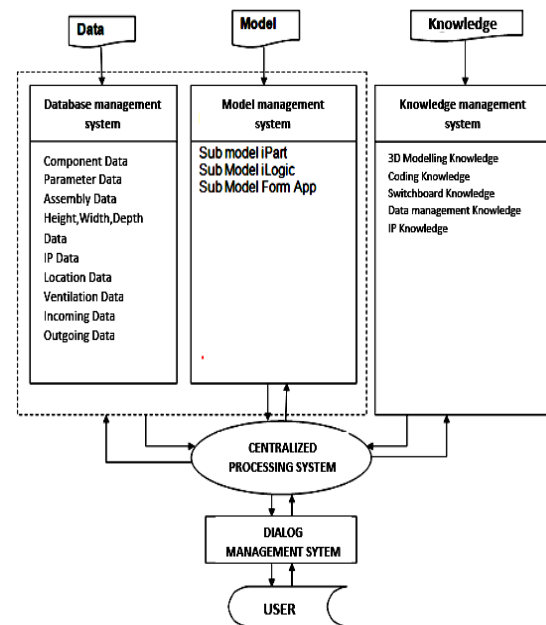 Data
Model
Knowledge
Database management
system
Component Data
Parameter Data
Assembly Data
Height,Width,Depth
Data
IP Data
Location Data
Ventilation Data
Incoming Data
Outgoing Data
Model management
system
Sub model iPart
Sub Model iLogic
Sub Model Form App
Knowledge management
system
3D Modelling Knowledge
Coding Knowledge
Switchboard Knowledge
Data management Knowledge
IP Knowledge
CENTRALIZED
PROCESSING SYSTEM
DIALOG
MANAGEMENT SYTEM
USER